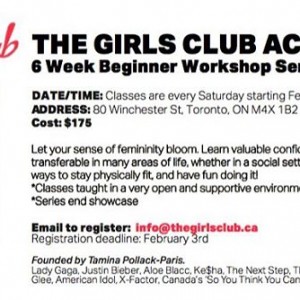 THE GIRLS CLUB AC
6 Week Beginner Workshop Se
DATE/TIME: Classes are every Saturday starting Fe
ADDRESS: 80 Winchester St, Toronto, ON M4X 1B2
Cost: $175
Let your sense of femininity bloom. Learn valuable confi
transferable in many areas of life, whether in a social sett
ways to stay physically fit, and have fun doing it!
*Classes taught in a very open and supportive environme
*Series end showcase
Email to register: info@thegirlsclub.ca
Registration deadline: February 3rd
Founded by Tamina Pollack-Paris.
Lady Gaga, Justin Bieber, Aloe Blacc, Ke$ha, The Next Step, T
Glee, American Idol, X-Factor, Canada's 'So You Think You Can